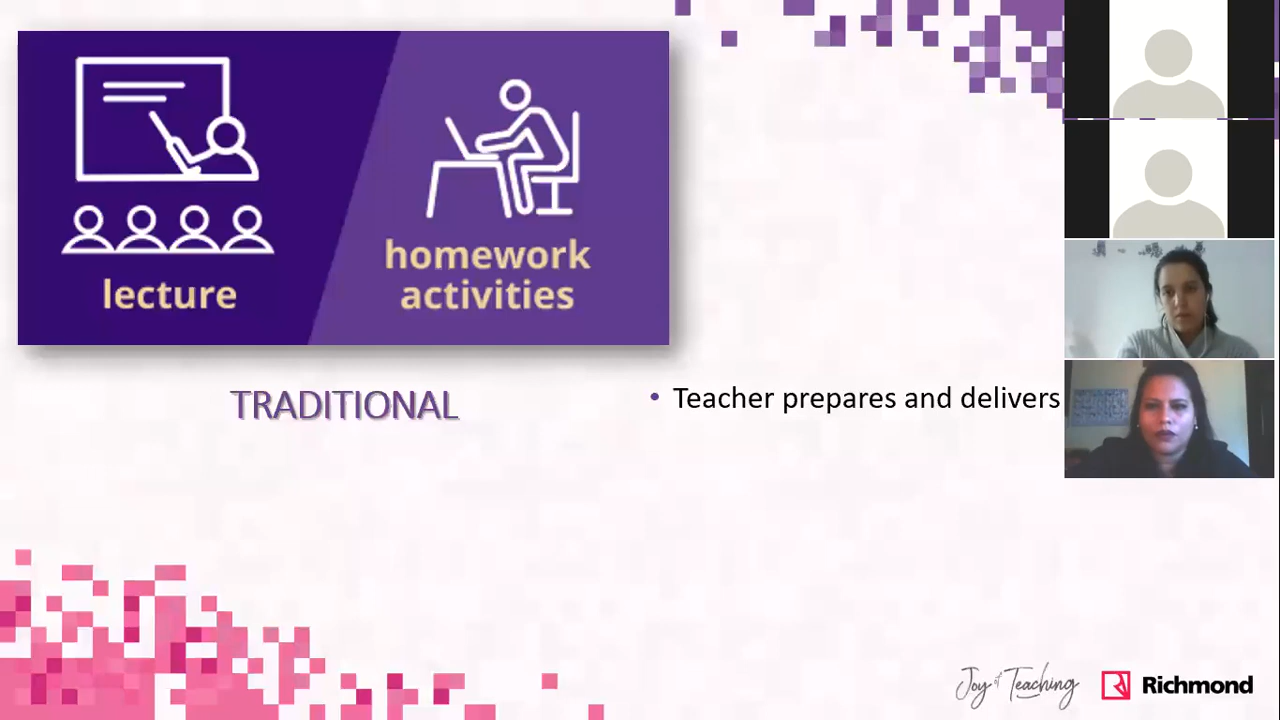 lecture
homework
activities
TRADITIONAL
• Teacher prepares and delivers
Joy of Teaching
Richmond